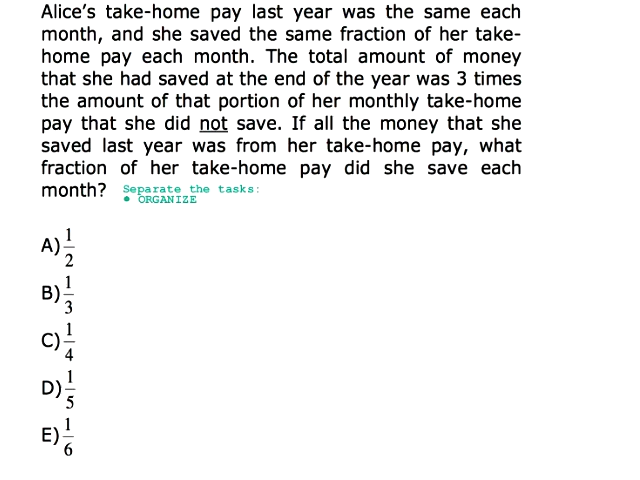 Alice’s take-home pay last year was the same each
month, and she saved the same fraction of her take-
home pay each month. The total amount of money
that she had saved at the end of the year was 3 times
the amount of that portion of her monthly take-home
pay that she did not save. If all the money that she
saved last year was from her take-home pay, what
fraction of her take-home pay did she save each
month? Separate the tasks:
• ORGANIZE
A) 1/2
B) 1/3
C) 1/4
D) 1/5
E) 1/6